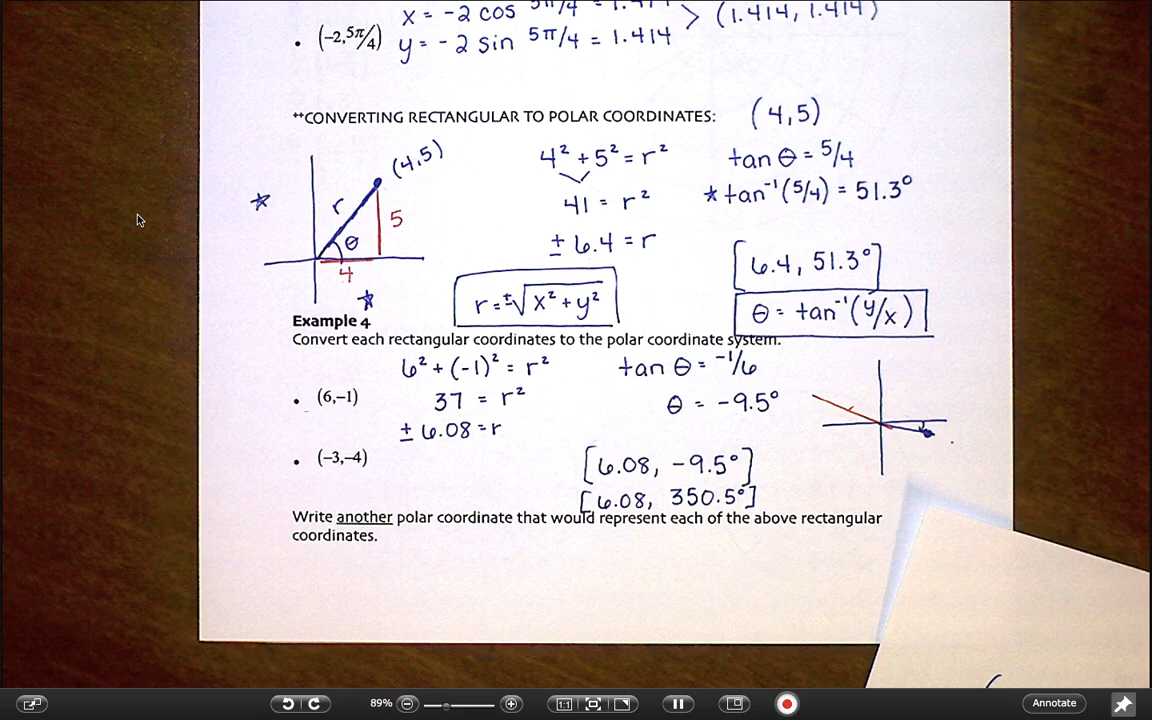 x = -2 cos 5π/4 = 1.414
> (1.414, 1.414)
• (-2, 5π/4) y = -2 sin 5π/4 = 1.414
**CONVERTING RECTANGULAR TO POLAR COORDINATES: (4,5)
(4,5)
r
θ
5
4
4² + 5² = r²
41 = r²
± 6.4 = r
r = ±√x² + y²
tan θ = 5/4
* tan⁻¹(5/4) = 51.3°
[6.4, 51.3°]
θ = tan⁻¹(y/x)
Example 4
Convert each rectangular coordinates to the polar coordinate system.
• (6,−1)
6² + (-1)² = r²
37 = r²
± 6.08 = r
tan θ = -1/6
θ = -9.5°
• (−3,−4)
[6.08, -9.5°]
[6.08, 350.5°]
Write another polar coordinate that would represent each of the above rectangular
coordinates.
89%
1:1
Annotate